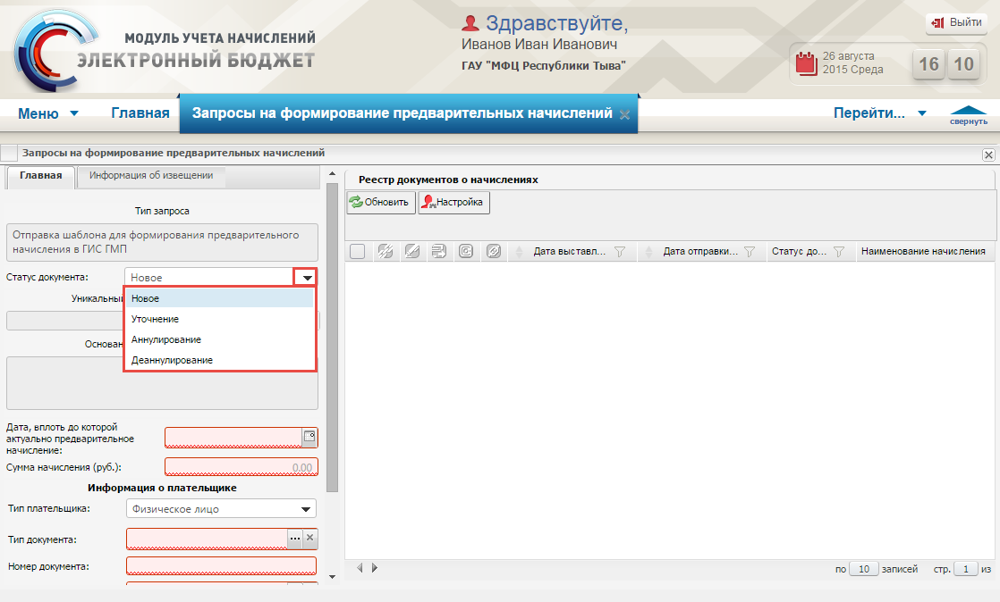 МОДУЛЬ УЧЕТА НАЧИСЛЕНИЙ
ЭЛЕКТРОННЫЙ БЮДЖЕТ
Здравствуйте,
Иванов Иван Иванович
ГАУ "МФЦ Республики Тыва"
Выйти
26 августа
2015 Среда
16 10
Меню
Главная
Запросы на формирование предварительных начислений
Перейти...
свернуть
Запросы на формирование предварительных начислений
Главная
Информация об извещении
Тип запроса
Отправка шаблона для формирования предварительного
начисления в ГИС ГМП
Статус документа:
Новое
Уникальны
Новое
Уточнение
Аннулирование
Основан
Деаннулирование
Дата, вплоть до которой
актуально предварительное
начисление:
Сумма начисления (руб.):
0.00
Информация о плательщике
Тип плательщика:
Физическое лицо
Тип документа:
Номер документа:
Реестр документов о начислениях
Обновить
Настройка
Дата выставл...
Дата отправки...
Статус до...
Наименование начисления
по 10 записей стр. 1 из